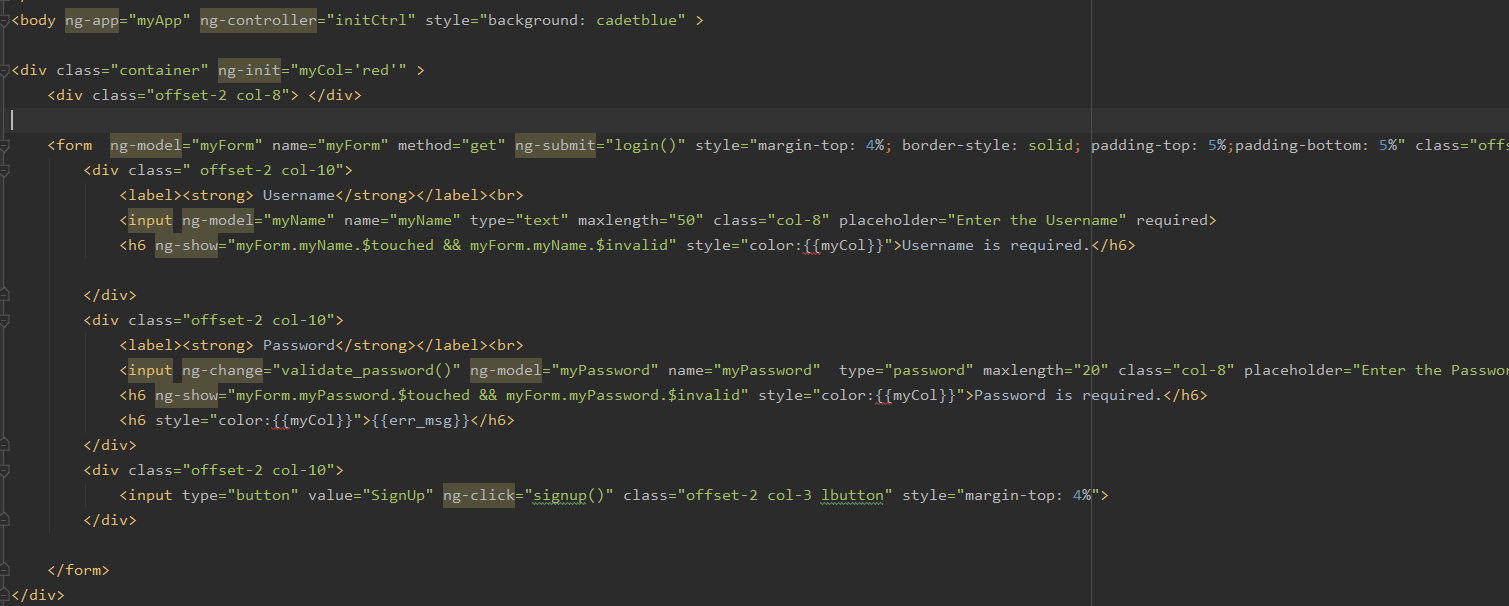 <body ng-app="myApp" ng-controller="initCtrl" style="background: cadetblue" >
<div class="container" ng-init="myCol='red'" >
<div class="offset-2 col-8"> </div>
<form  ng-model="myForm" name="myForm" method="get" ng-submit="login()" style="margin-top: 4%; border-style: solid; padding-top: 5%;padding-bottom: 5%" class="offs
<div class=" offset-2 col-10">
<label><strong> Username</strong></label><br>
<input ng-model="myName" name="myName" type="text" maxlength="50" class="col-8" placeholder="Enter the Username" required>
<h6 ng-show="myForm.myName.$touched && myForm.myName.$invalid" style="color:{{myCol}}">Username is required.</h6>
</div>
<div class="offset-2 col-10">
<label><strong> Password</strong></label><br>
<input ng-change="validate_password()" ng-model="myPassword" name="myPassword"  type="password" maxlength="20" class="col-8" placeholder="Enter the Passwor
<h6 ng-show="myForm.myPassword.$touched && myForm.myPassword.$invalid" style="color:{{myCol}}">Password is required.</h6>
<h6 style="color:{{myCol}}">{{err_msg}}</h6>
</div>
<div class="offset-2 col-10">
<input type="button" value="SignUp" ng-click="signup()" class="offset-2 col-3 lbutton" style="margin-top: 4%">
</div>
</form>
</div>